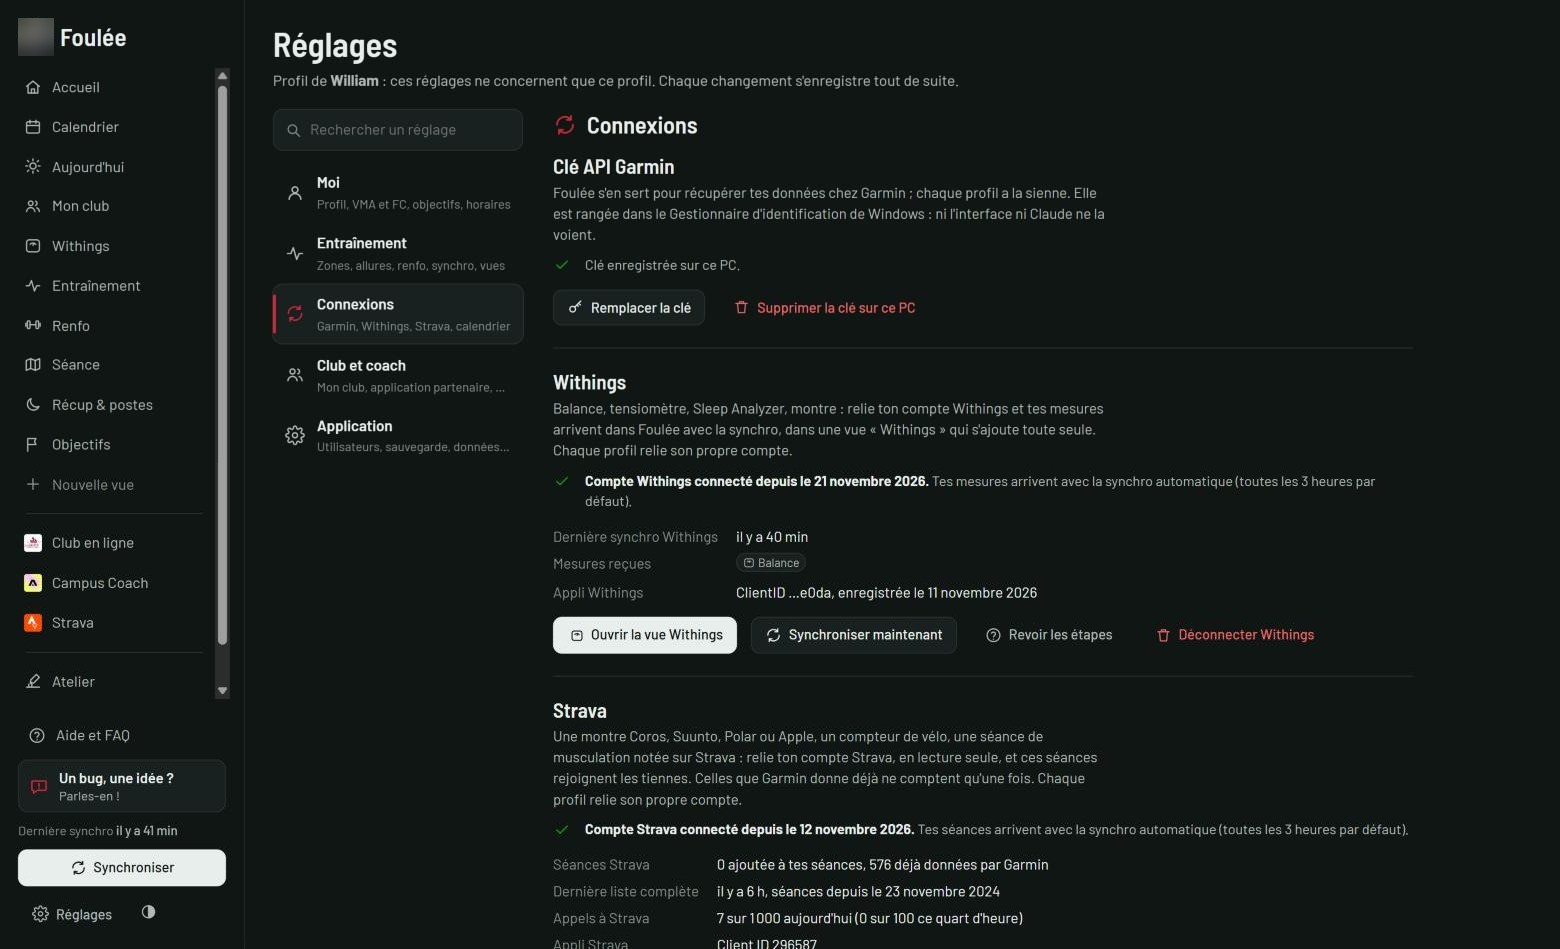 Foulée
Accueil
Calendrier
Aujourd'hui
Mon club
Withings
Entraînement
Renfo
Séance
Récup & postes
Objectifs
Nouvelle vue
Club en ligne
Campus Coach
Strava
Atelier
Aide et FAQ
Un bug, une idée ?
Parles-en !
Dernière synchro il y a 41 min
Synchroniser
Réglages
Réglages
Profil de William : ces réglages ne concernent que ce profil. Chaque changement s'enregistre tout de suite.
Rechercher un réglage
Moi
Profil, VMA et FC, objectifs, horaires
Entraînement
Zones, allures, renfo, synchro, vues
Connexions
Garmin, Withings, Strava, calendrier
Club et coach
Mon club, application partenaire, ...
Application
Utilisateurs, sauvegarde, données...
Connexions
Clé API Garmin
Foulée s'en sert pour récupérer tes données chez Garmin ; chaque profil a la sienne. Elle
est rangée dans le Gestionnaire d'identification de Windows : ni l'interface ni Claude ne la
voient.
Clé enregistrée sur ce PC.
Remplacer la clé
Supprimer la clé sur ce PC
Withings
Balance, tensiomètre, Sleep Analyzer, montre : relie ton compte Withings et tes mesures
arrivent dans Foulée avec la synchro, dans une vue « Withings » qui s'ajoute toute seule.
Chaque profil relie son propre compte.
Compte Withings connecté depuis le 21 novembre 2026. Tes mesures arrivent avec la synchro automatique (toutes les 3 heures par
défaut).
Dernière synchro Withings il y a 40 min
Mesures reçues Balance
Appli Withings ClientID ...e0da, enregistrée le 11 novembre 2026
Ouvrir la vue Withings
Synchroniser maintenant
Revoir les étapes
Déconnecter Withings
Strava
Une montre Coros, Suunto, Polar ou Apple, un compteur de vélo, une séance de
musculation notée sur Strava : relie ton compte Strava, en lecture seule, et ces séances
rejoignent les tiennes. Celles que Garmin donne déjà ne comptent qu'une fois. Chaque
profil relie son propre compte.
Compte Strava connecté depuis le 12 novembre 2026. Tes séances arrivent avec la synchro automatique (toutes les 3 heures par défaut).
Séances Strava 0 ajoutée à tes séances, 576 déjà données par Garmin
Dernière liste complète il y a 6 h, séances depuis le 23 novembre 2024
Appels à Strava 7 sur 1 000 aujourd'hui (0 sur 100 ce quart d'heure)
Appli Strava Client ID 296587